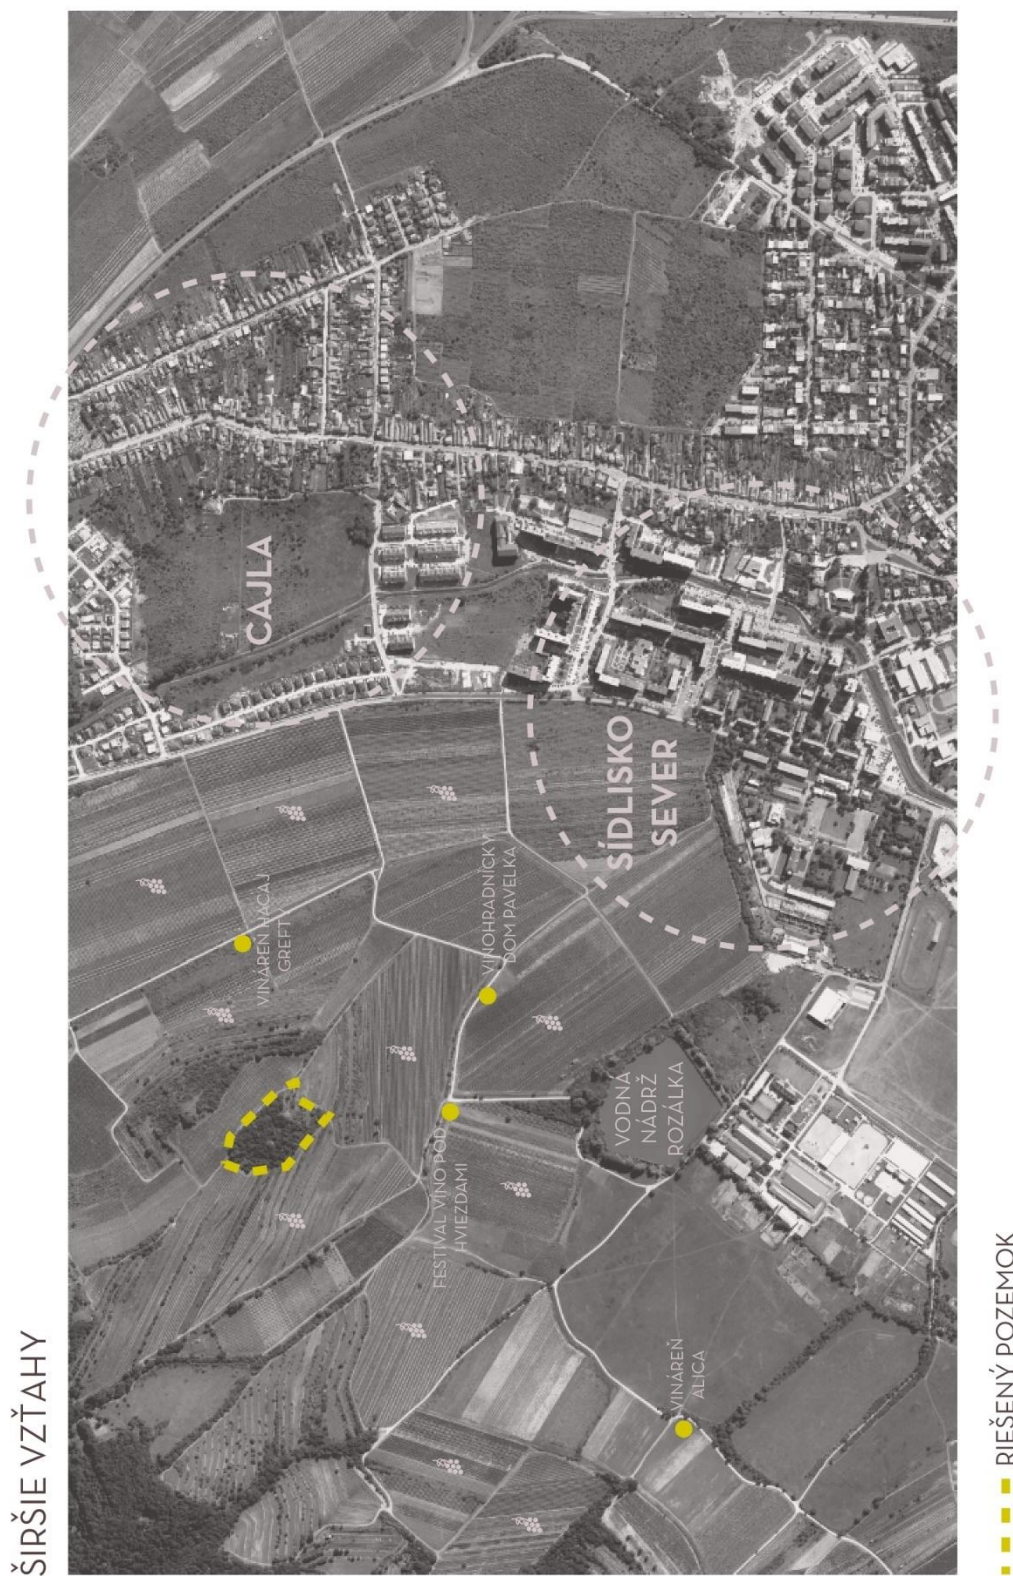 ŠIRŠIE VZŤAHY
CAJLA
VINÁREŇ MACAJ
GREFT
VINOHRADNÍCKY
DOM PAVELKA
SÍDLISKO
SEVER
FESTIVAL VÍNO POD
HVIEZDAMI
VODNÁ
NÁDRŽ
ROZÁLKA
VINÁREŇ
ALICA
RIEŠENÝ POZEMOK